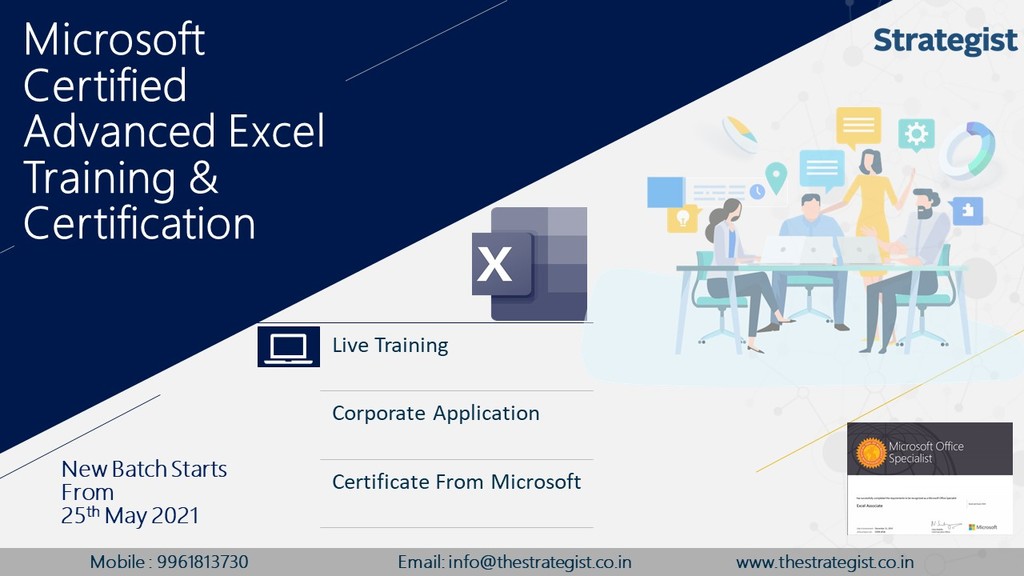 Microsoft
Certified
Advanced Excel
Training &
Certification
Strategist
X
Live Training
Corporate Application
Certificate From Microsoft
New Batch Starts
From
25th May 2021
Microsoft Office
Specialist
Excel Associate
Microsoft
Mobile : 9961813730
Email: info@thestrategist.co.in
www.thestrategist.co.in